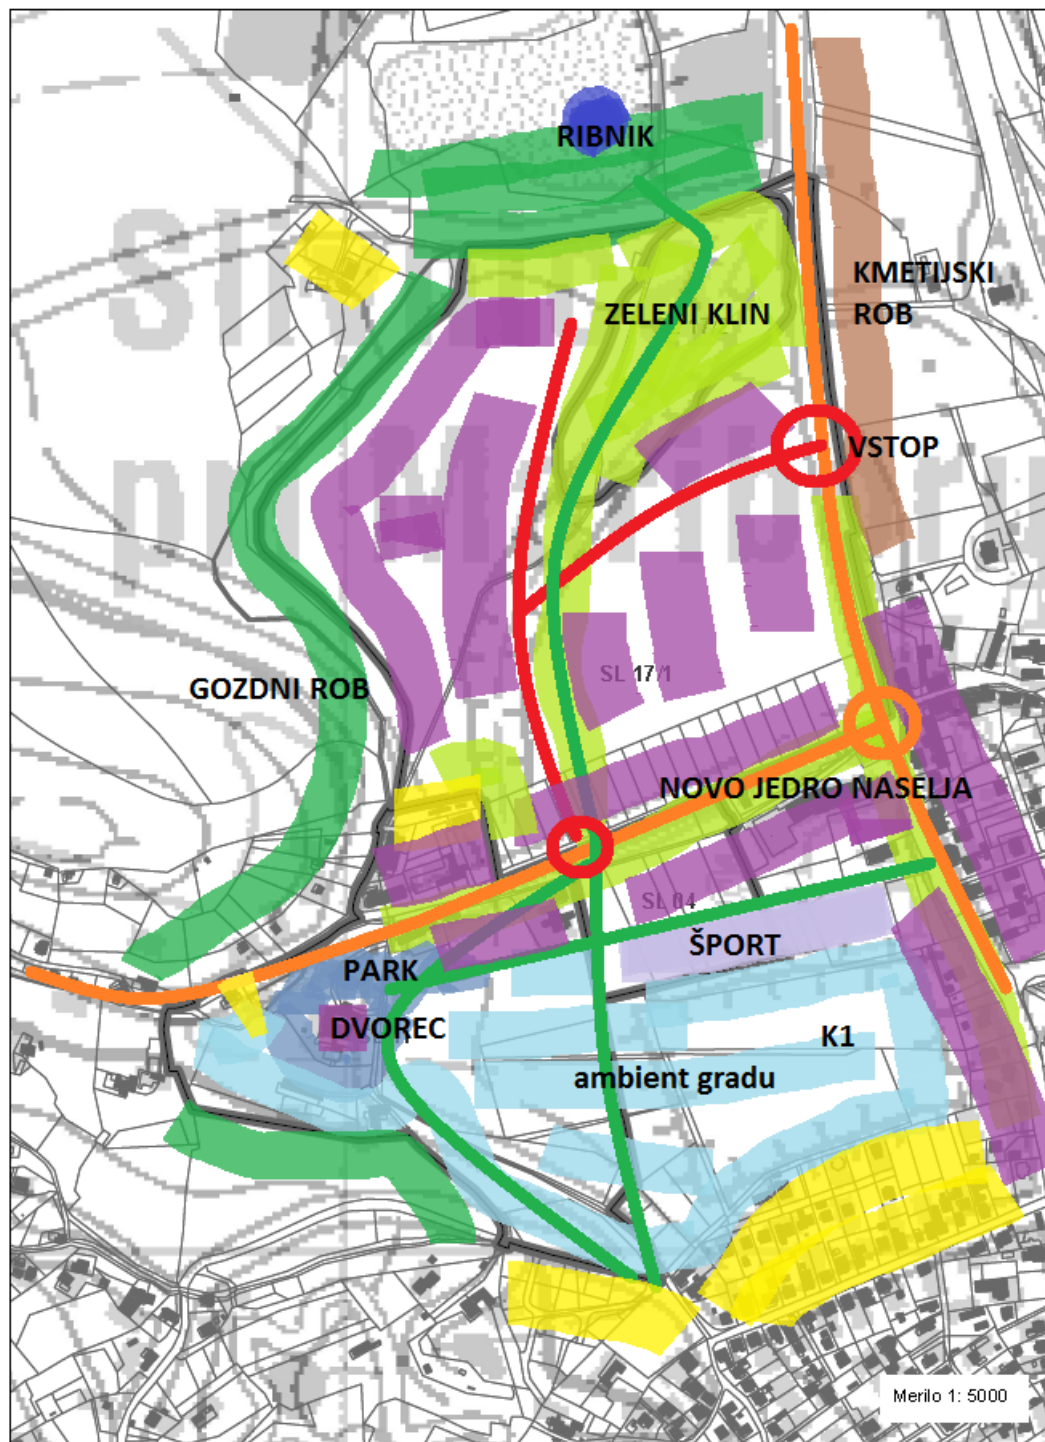 RIBNIK
KMETIJSKI
ROB
ZELENI KLIN
VSTOP
SL 17/1
GOZDNI ROB
NOVO JEDRO NASELJA
SL 04
ŠPORT
PARK
DVOREC
K1
ambient gradu
Merilo 1: 5000